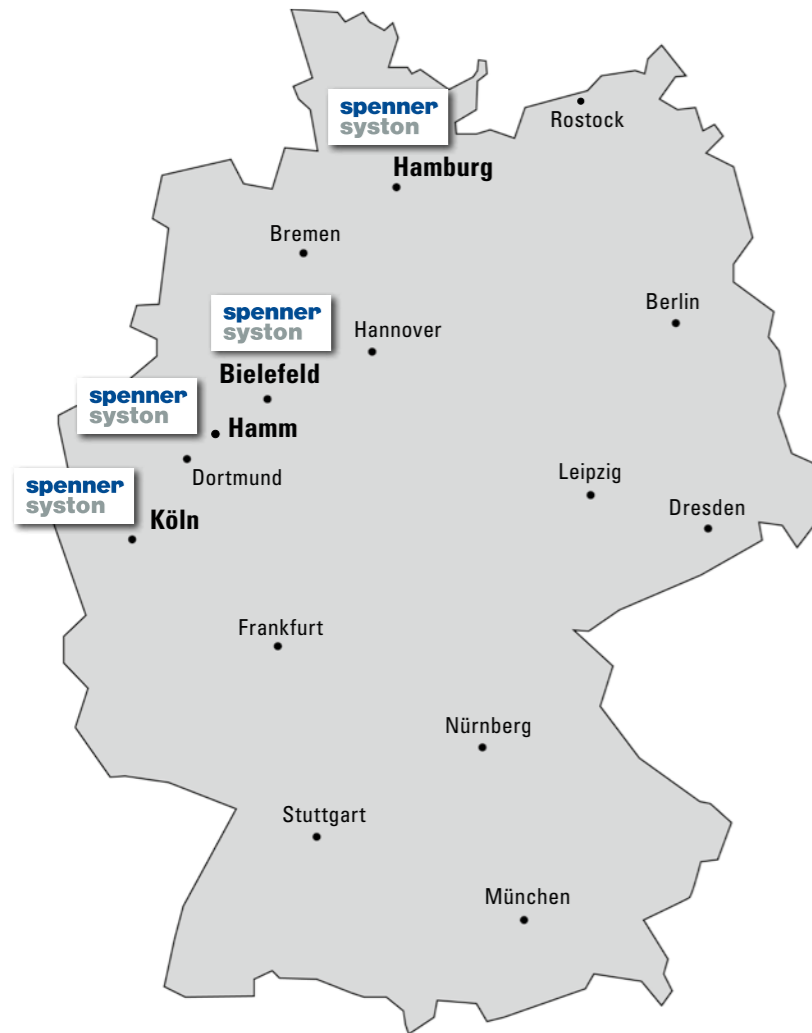 spenner
syston
Rostock
Hamburg
Bremen
spenner
syston
Berlin
Hannover
Bielefeld
spenner
syston
Hamm
Dortmund
Leipzig
spenner
syston
Köln
Dresden
Frankfurt
Nürnberg
Stuttgart
München